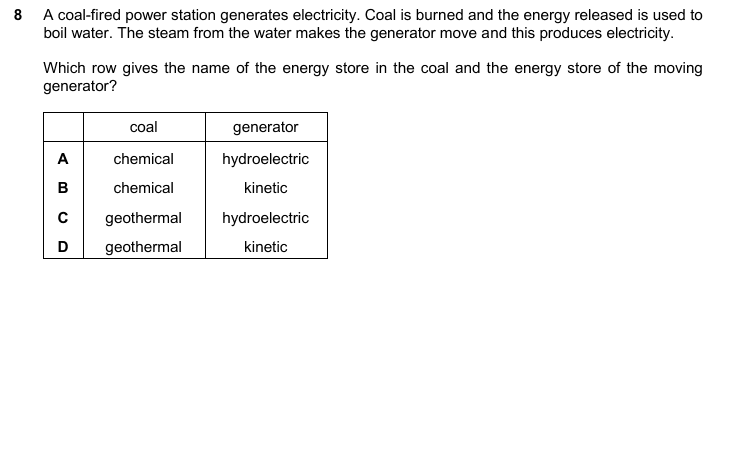 8 A coal-fired power station generates electricity. Coal is burned and the energy released is used to
boil water. The steam from the water makes the generator move and this produces electricity.
Which row gives the name of the energy store in the coal and the energy store of the moving
generator?
coal generator
A chemical hydroelectric
B chemical kinetic
C geothermal hydroelectric
D geothermal kinetic